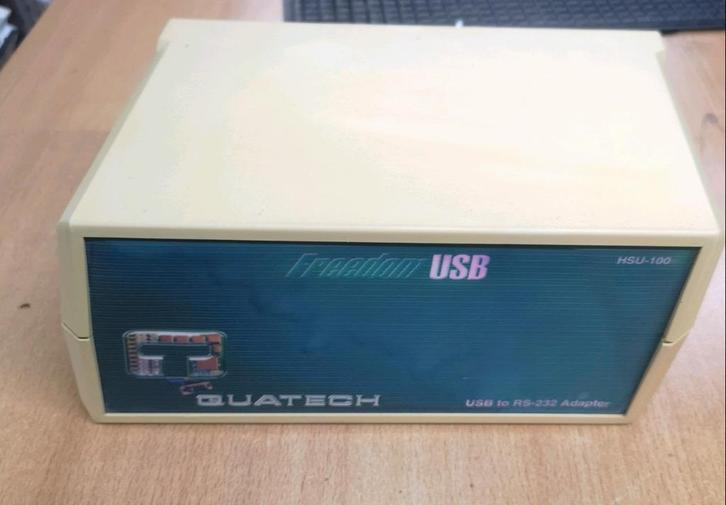 Freedom USB
HSU-100
QUATECH
USB to RS-232 Adapter